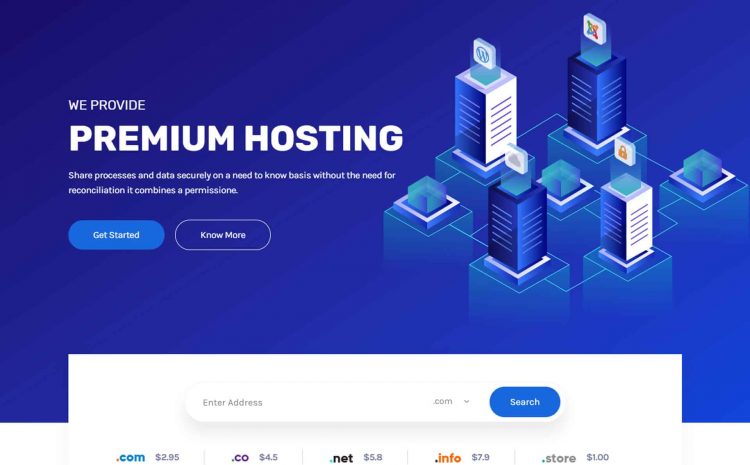 WE PROVIDE
PREMIUM HOSTING
Share processes and data securely on a need to know basis without the need for
reconciliation it combines a permissione.
Get Started
Know More
Enter Address
.com
Search
.com $2.95
.co $4.5
.net $5.8
.info $7.9
.store $1.00